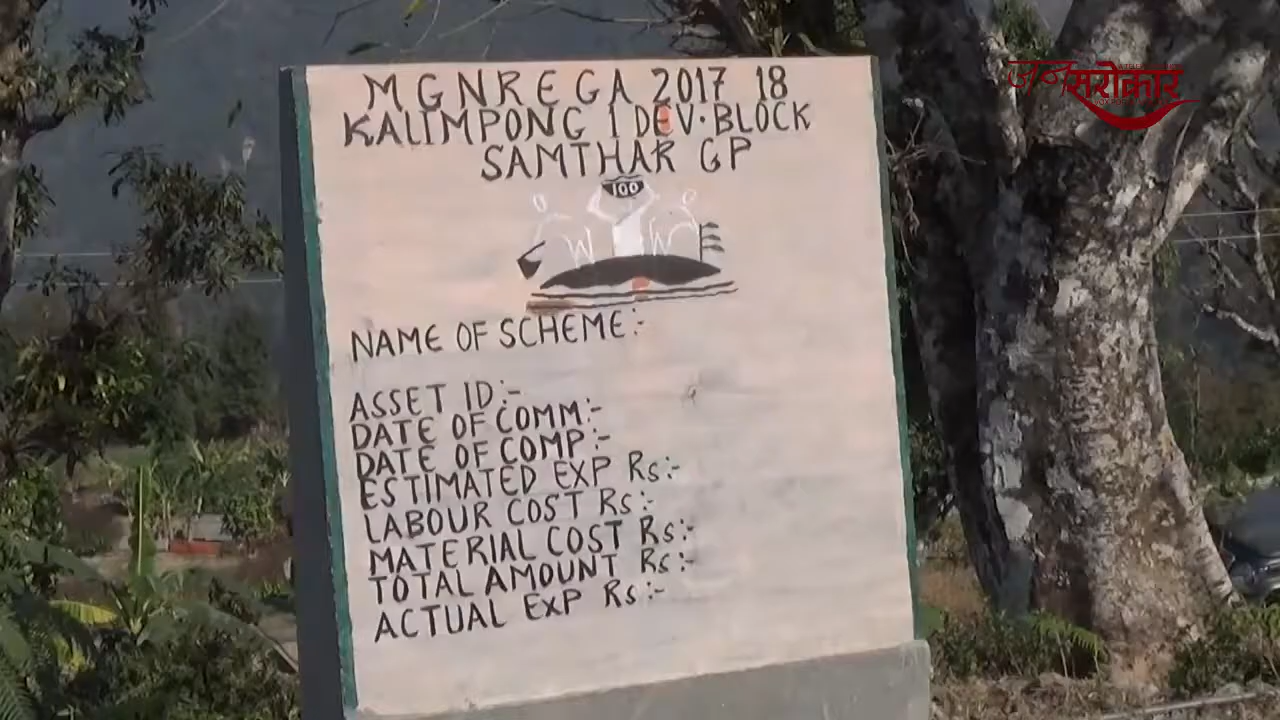 MGNREGA 2017 18
KALIMPONG 1 DEV. BLOCK
SAMTHAR GP
100
NAME OF SCHEME:-
ASSET ID:-
DATE OF COMM:-
DATE OF COMP:-
ESTIMATED EXP Rs:-
LABOUR COST Rs:-
MATERIAL COST Rs:-
TOTAL AMOUNT Rs:-
ACTUAL EXP Rs:-
जन सरोकार